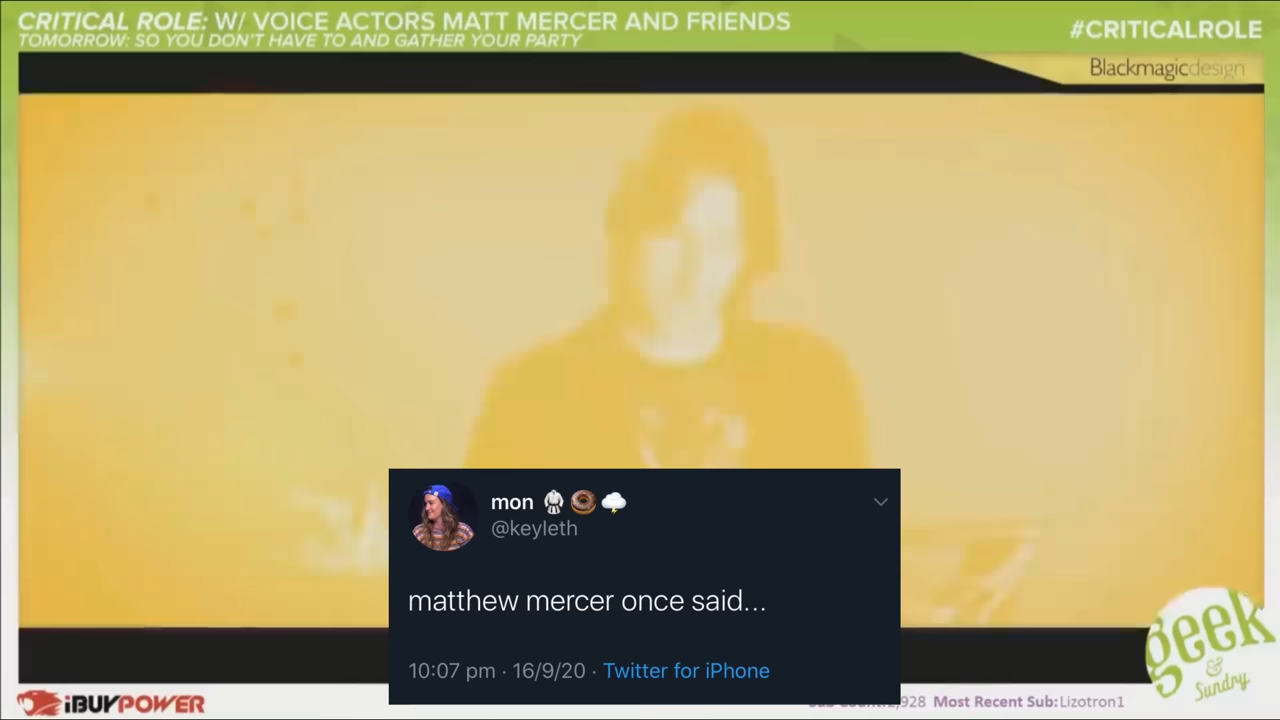 CRITICAL ROLE: W/ VOICE ACTORS MATT MERCER AND FRIENDS
TOMORROW: SO YOU DON'T HAVE TO AND GATHER YOUR PARTY
#CRITICALROLE
Blackmagicdesign
mon
@keyleth
matthew mercer once said...
10:07 pm · 16/9/20 · Twitter for iPhone
geek
&
Sundry
iBUYPOWER
,928 Most Recent Sub: Lizotron1